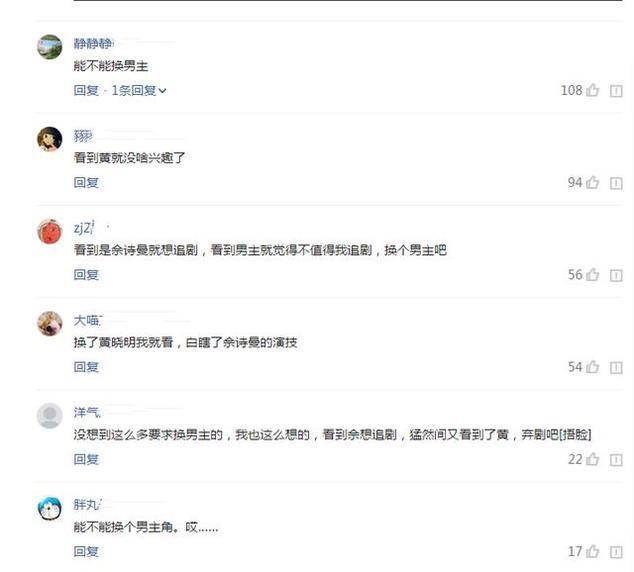 静静静
能不能换男主
回复 · 1条回复
108
看到黄就没啥兴趣了
回复
94
zjZ
看到是佘诗曼就想追剧，看到男主就觉得不值得我追剧，换个男主吧
回复
56
大喵
换了黄晓明我就看，白瞎了佘诗曼的演技
回复
54
洋气
没想到这么多要求换男主的，我也这么想的，看到余想追剧，猛然间又看到了黄，弃剧吧[捂脸]
回复
22
胖丸
能不能换个男主角。哎......
回复
17